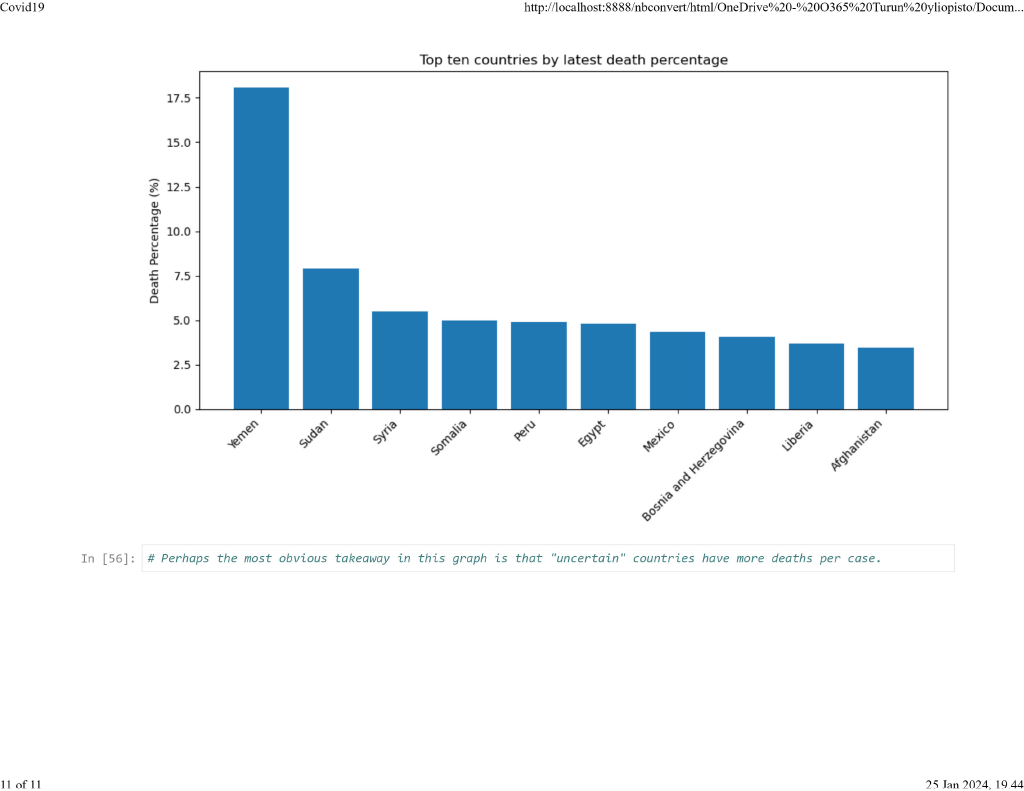 Covid19 http://localhost:8888/nbconvert/html/OneDrive%20-%20O365%20Turun%20yliopisto/Docum...
Top ten countries by latest death percentage
Death Percentage (%)
17.5
15.0
12.5
10.0
7.5
5.0
2.5
0.0
Yemen
Sudan
Syria
Somalia
Peru
Egypt
Mexico
Bosnia and Herzegovina
Liberia
Afghanistan
In [56]: # Perhaps the most obvious takeaway in this graph is that "uncertain" countries have more deaths per case.
11 of 11 25 Jan 2024, 19.44